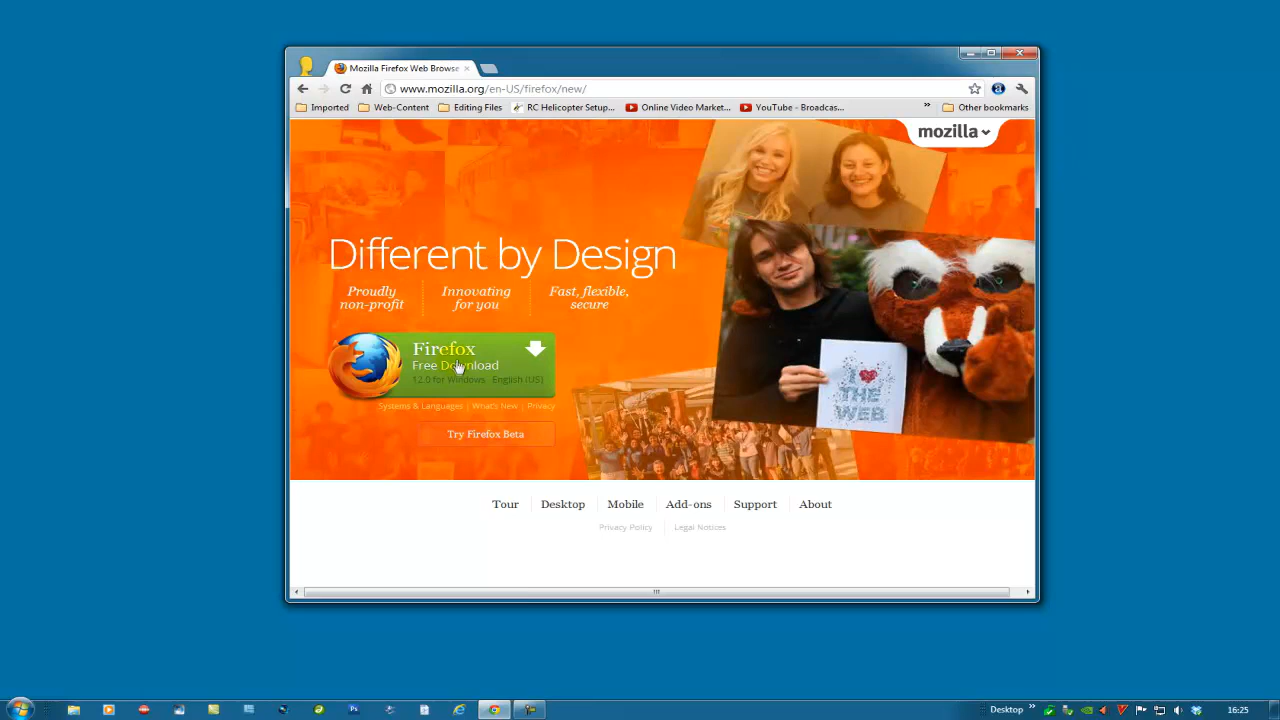 Mozilla Firefox Web Browse
www.mozilla.org/en-US/firefox/new/
Imported Web-Content Editing Files RC Helicopter Setup... Online Video Market... YouTube - Broadcas... » Other bookmarks
mozilla
Different by Design
Proudly
non-profit
Innovating
for you
Fast, flexible,
secure
Firefox
Free Download
12.0 for Windows English (US)
Systems & Languages | What's New | Privacy
Try Firefox Beta
I
THE
WEB
Tour Desktop Mobile Add-ons Support About
Privacy Policy Legal Notices
Desktop » 16:25